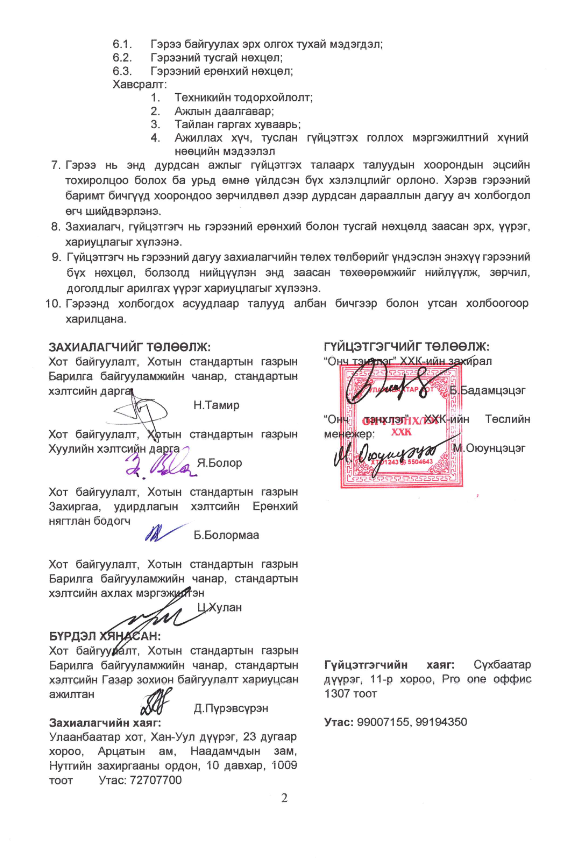 6.1. Гэрээ байгуулах эрх олгох тухай мэдэгдэл;
6.2. Гэрээний тусгай нөхцөл;
6.3. Гэрээний ерөнхий нөхцөл;
Хавсралт:
1. Техникийн тодорхойлолт;
2. Ажлын даалгавар;
3. Тайлан гаргах хуваарь;
4. Ажиллах хүч, туслан гүйцэтгэх голлох мэргэжилтний хүний
нөөцийн мэдээлэл
7. Гэрээ нь энд дурдсан ажлыг гүйцэтгэх талаарх талуудын хоорондын эцсийн
тохиролцоо болох ба урьд өмнө үйлдсэн бүх хэлэлцлийг орлоно. Хэрэв гэрээний
баримт бичгүүд хоорондоо зөрчилдвөл дээр дурдсан дарааллын дагуу ач холбогдол
өгч шийдвэрлэнэ.
8. Захиалагч, гүйцэтгэгч нь гэрээний ерөнхий болон тусгай нөхцөлд заасан эрх, үүрэг,
хариуцлагыг хүлээнэ.
9. Гүйцэтгэгч нь гэрээний дагуу захиалагчийн төлөх төлбөрийг үндэслэн энэхүү гэрээний
бүх нөхцөл, болзолд нийцүүлэн энд заасан төхөөрөмжийг нийлүүлж, зөрчил,
доголдлыг арилгах үүрэг хариуцлагыг хүлээнэ.
10. Гэрээнд холбогдох асуудлаар талууд албан бичгээр болон утсан холбоогоор
харилцана.
ЗАХИАЛАГЧИЙГ ТӨЛӨӨЛЖ:
Хот байгуулалт, Хотын стандартын газрын
Барилга байгууламжийн чанар, стандартын
хэлтсийн дарга
Н.Тамир
Хот байгуулалт, Хотын стандартын газрын
Хуулийн хэлтсийн дарга
Я.Болор
Хот байгуулалт, Хотын стандартын газрын
Захиргаа, удирдлагын хэлтсийн Ерөнхий
нягтлан бодогч
Б.Болормаа
Хот байгуулалт, Хотын стандартын газрын
Барилга байгууламжийн чанар, стандартын
хэлтсийн ахлах мэргэжилтэн
Ц.Хулан
БҮРДЭЛ ХЯНАСАН:
Хот байгуулалт, Хотын стандартын газрын
Барилга байгууламжийн чанар, стандартын
хэлтсийн Газар зохион байгуулалт хариуцсан
ажилтан
Д.Пүрэвсүрэн
Захиалагчийн хаяг:
Улаанбаатар хот, Хан-Уул дүүрэг, 23 дугаар
хороо, Арцатын ам, Наадамчдын зам,
Нутгийн захиргааны ордон, 10 давхар, 1009
тоот Утас: 72707700
ГҮЙЦЭТГЭГЧИЙГ ТӨЛӨӨЛЖ:
“Онч тэнхлэг” ХХК-ийн захирал
Б.Бадамцэцэг
“Онч тэнхлэг” ХХК-ийн Төслийн
менежер:
М.Оюунцэцэг
ОНЧ ТЭНХЛЭГ
ХХК
5504643
Гүйцэтгэгчийн хаяг: Сүхбаатар
дүүрэг, 11-р хороо, Pro one оффис
1307 тоот
Утас: 99007155, 99194350
2